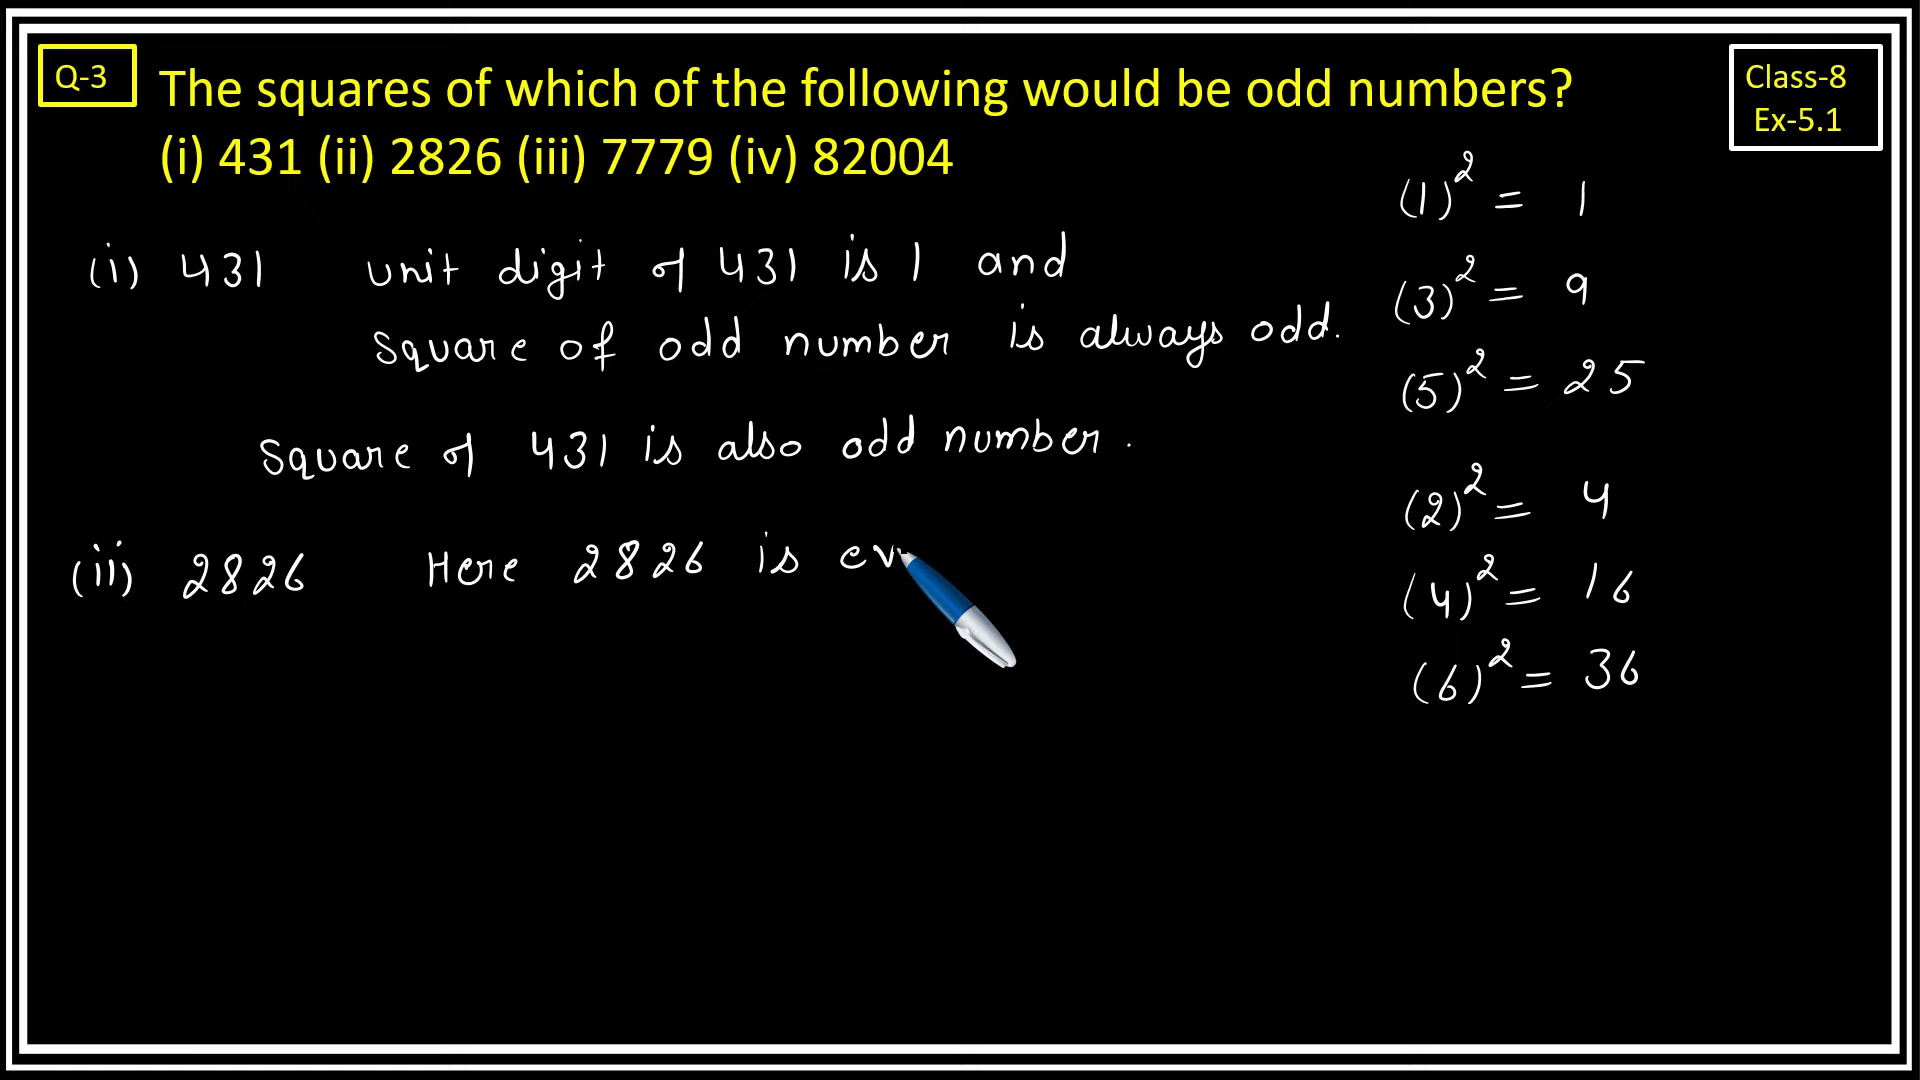 Q-3
The squares of which of the following would be odd numbers?
(i) 431 (ii) 2826 (iii) 7779 (iv) 82004
Class-8
Ex-5.1
(i) 431 unit digit of 431 is 1 and
square of odd number is always odd.
square of 431 is also odd number.
(ii) 2826 Here 2826 is ev
(1)² = 1
(3)² = 9
(5)² = 25
(2)² = 4
(4)² = 16
(6)² = 36